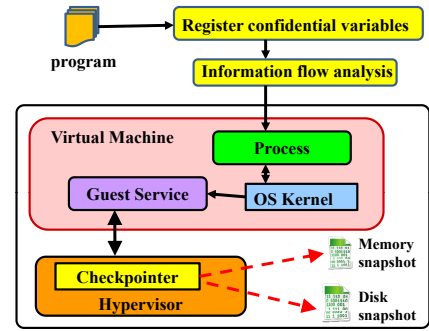 Register confidential variables
program
Information flow analysis
Virtual Machine
Process
Guest Service
OS Kernel
Memory
snapshot
Checkpointer
Hypervisor
Disk
snapshot